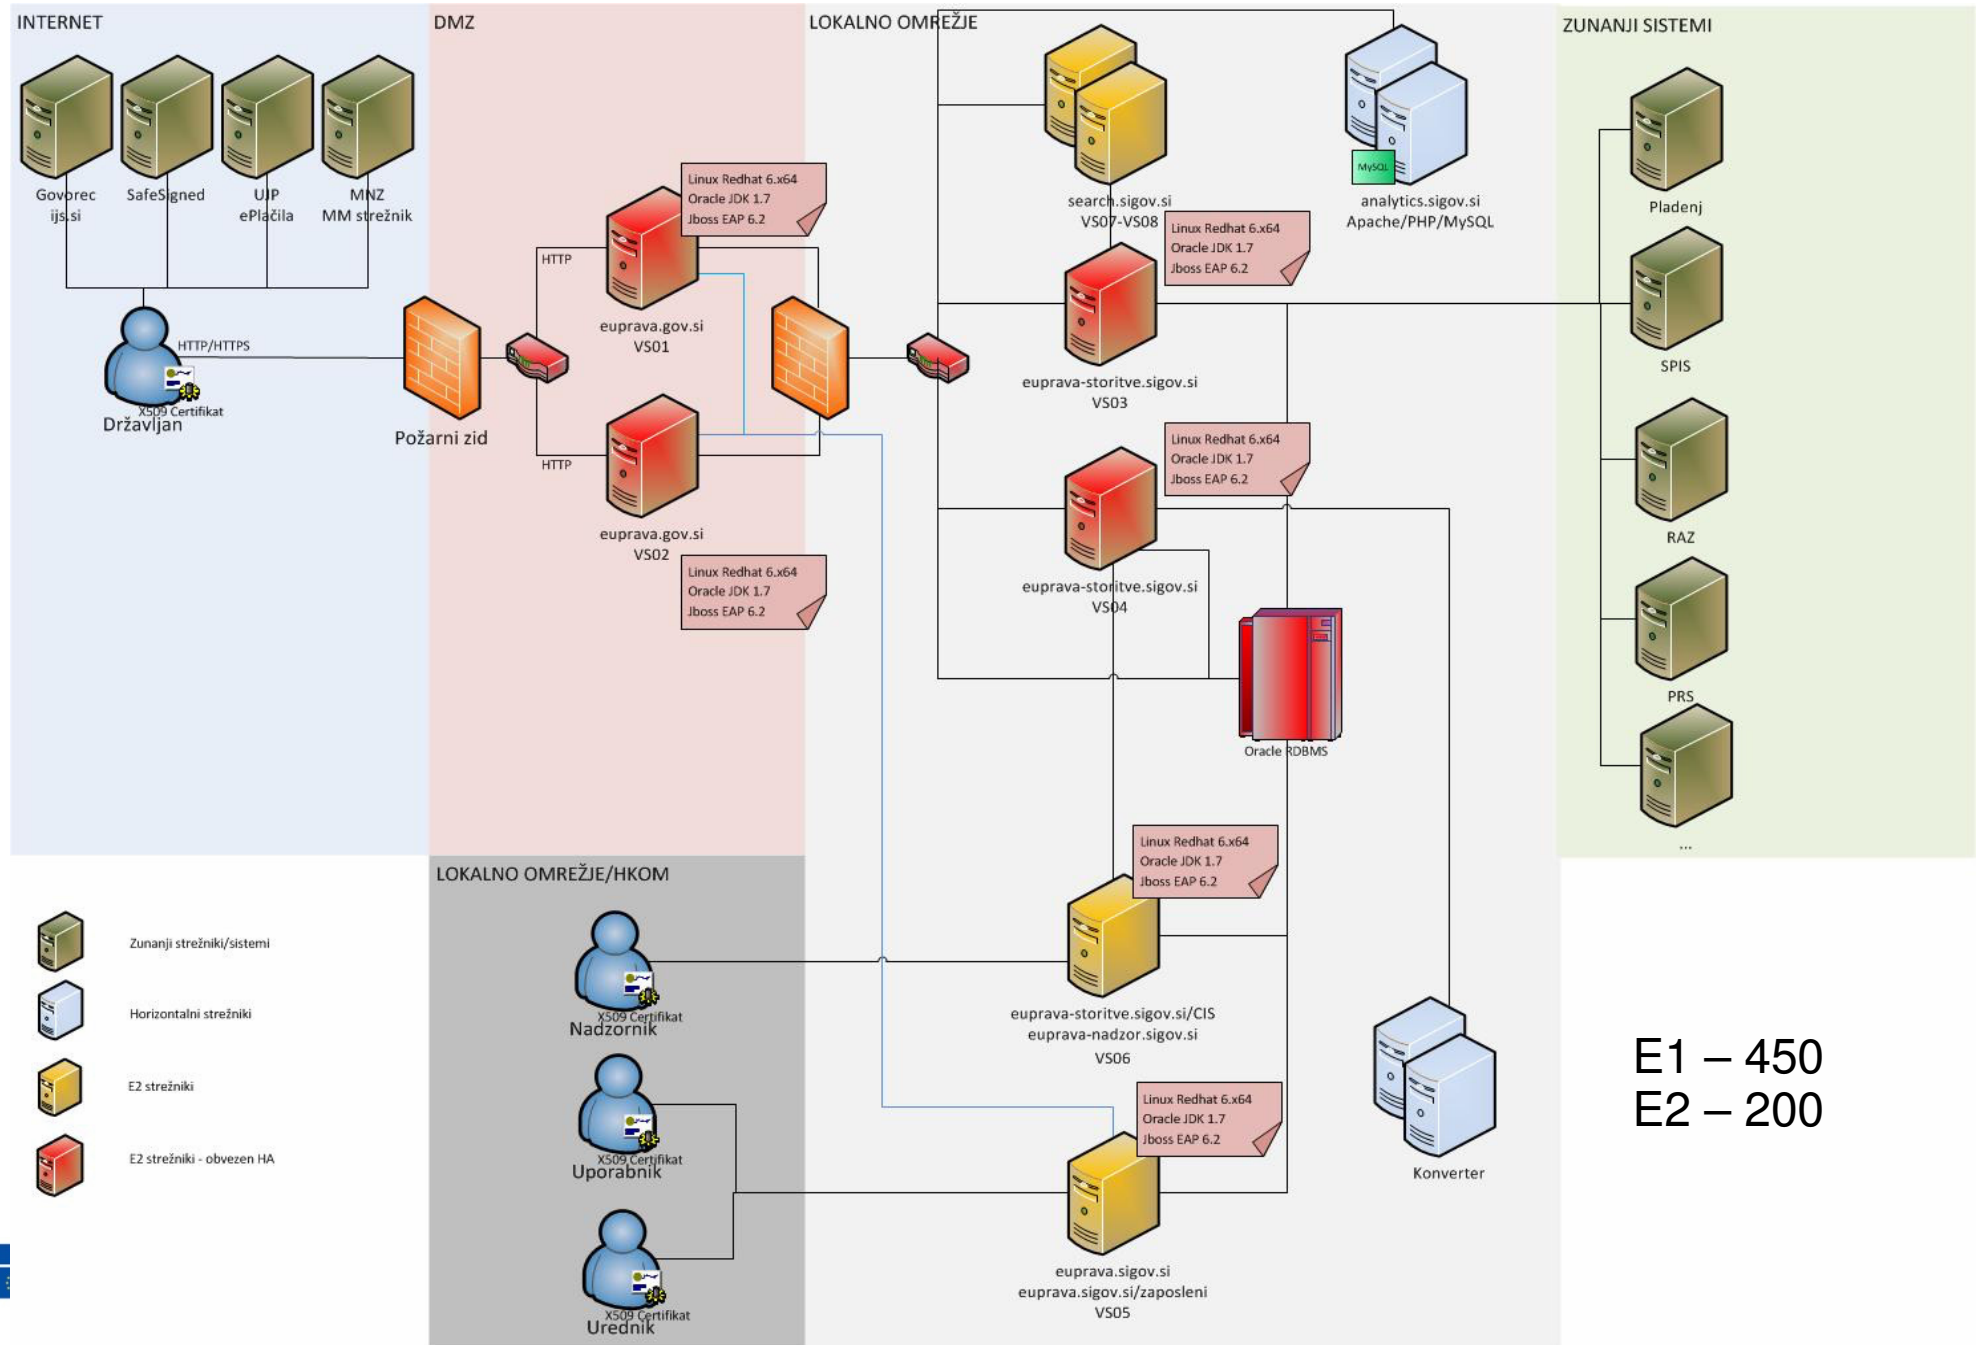 INTERNET
Govorec
ijs.si
SafeSigned
UJP
ePlačila
MNZ
MM strežnik
HTTP/HTTPS
X509 Certifikat
Državljan
DMZ
Požarni zid
HTTP
HTTP
Linux Redhat 6.x64
Oracle JDK 1.7
Jboss EAP 6.2
euprava.gov.si
VS01
euprava.gov.si
VS02
Linux Redhat 6.x64
Oracle JDK 1.7
Jboss EAP 6.2
LOKALNO OMREŽJE
search.sigov.si
VS07-VS08
MySQL
analytics.sigov.si
Apache/PHP/MySQL
Linux Redhat 6.x64
Oracle JDK 1.7
Jboss EAP 6.2
euprava-storitve.sigov.si
VS03
Linux Redhat 6.x64
Oracle JDK 1.7
Jboss EAP 6.2
euprava-storitve.sigov.si
VS04
Oracle RDBMS
Linux Redhat 6.x64
Oracle JDK 1.7
Jboss EAP 6.2
euprava-storitve.sigov.si/CIS
euprava-nadzor.sigov.si
VS06
Linux Redhat 6.x64
Oracle JDK 1.7
Jboss EAP 6.2
euprava.sigov.si
euprava.sigov.si/zaposleni
VS05
Konverter
ZUNANJI SISTEMI
Pladenj
SPIS
RAZ
PRS
...
LOKALNO OMREŽJE/HKOM
X509 Certifikat
Nadzornik
X509 Certifikat
Uporabnik
X509 Certifikat
Urednik
Zunanji strežniki/sistemi
Horizontalni strežniki
E2 strežniki
E2 strežniki - obvezen HA
E1 – 450
E2 – 200